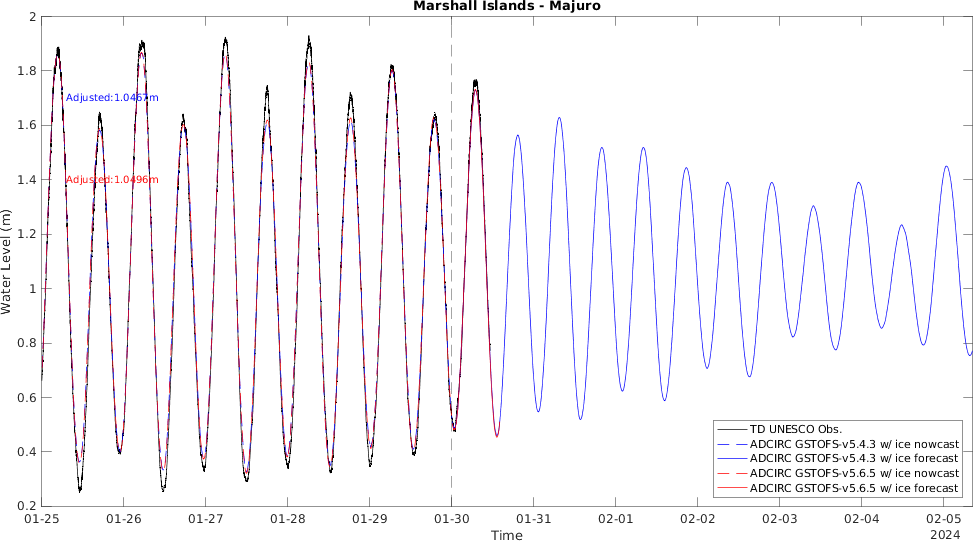 Marshall Islands - Majuro
Water Level (m)
2
1.8
1.6
1.4
1.2
1
0.8
0.6
0.4
0.2
Adjusted:1.0467m
Adjusted:1.0496m
TD UNESCO Obs.
ADCIRC GSTOFS-v5.4.3 w/ ice nowcast
ADCIRC GSTOFS-v5.4.3 w/ ice forecast
ADCIRC GSTOFS-v5.6.5 w/ ice nowcast
ADCIRC GSTOFS-v5.6.5 w/ ice forecast
01-25 01-26 01-27 01-28 01-29 01-30 01-31 02-01 02-02 02-03 02-04 02-05
Time
2024